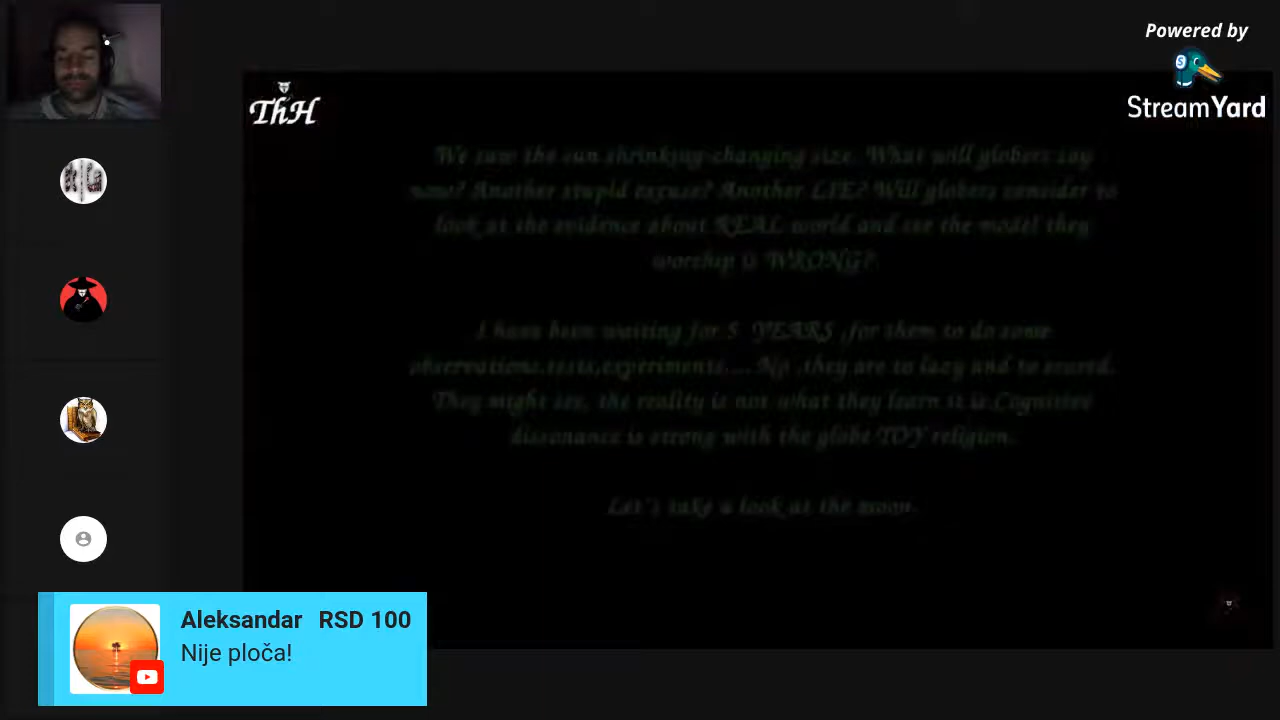 Powered by
StreamYard
ThH
We saw the sun shrinking-changing size. What will globers say
now? Another stupid excuse? Another LIE? Will globers consider to
look at the evidence about REAL world and see the model they
worship is WRONG?
I have been waiting for 5 YEARS ,for them to do some
observations,tests,experiments.... No ,they are to lazy and to scared.
They might see, the reality is not what they learn it is.Cognitive
dissonance is strong with the globe TOY religion.
Let's take a look at the moon.
Aleksandar RSD 100
Nije ploča!